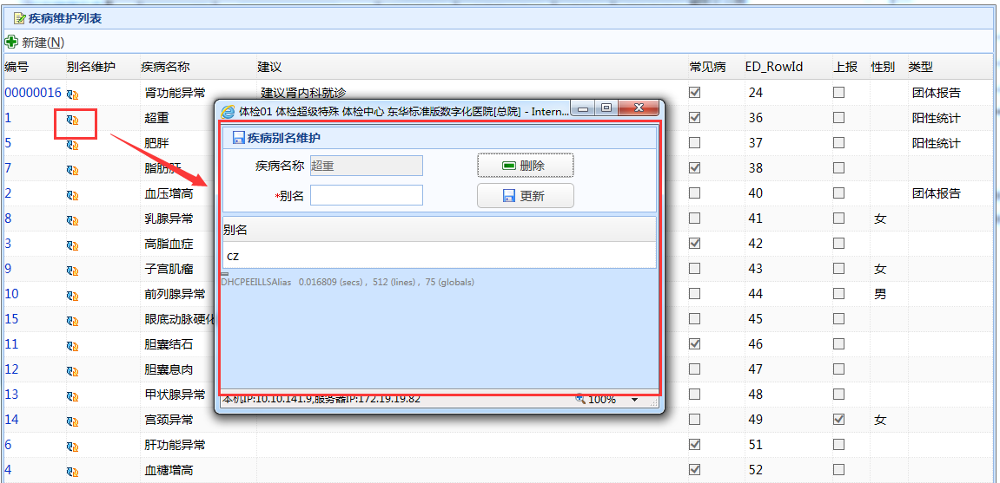 疾病维护列表
新建(N)
编号 别名维护 疾病名称 建议 常见病 ED_RowId 上报 性别 类型
00000016 肾功能异常 建议肾内科就诊 24 团体报告
1 超重 36 阳性统计
5 肥胖 37 阳性统计
7 脂肪肝 38
2 血压增高 40 团体报告
8 乳腺异常 41 女
3 高脂血症 42
9 子宫肌瘤 43 女
10 前列腺异常 44 男
15 眼底动脉硬化 45
11 胆囊结石 46
12 胆囊息肉 47
13 甲状腺异常 48
14 宫颈异常 49 女
6 肝功能异常 51
4 血糖增高 52
体检01 体检超级特殊 体检中心 东华标准版数字化医院[总院] - Intern...
疾病别名维护
疾病名称 超重 删除
*别名 更新
别名
cz
DHCPEEILLSAlias 0.016809 (secs) , 512 (lines) , 75 (globals)
本机IP:10.10.141.9,服务器IP:172.19.19.82 100%